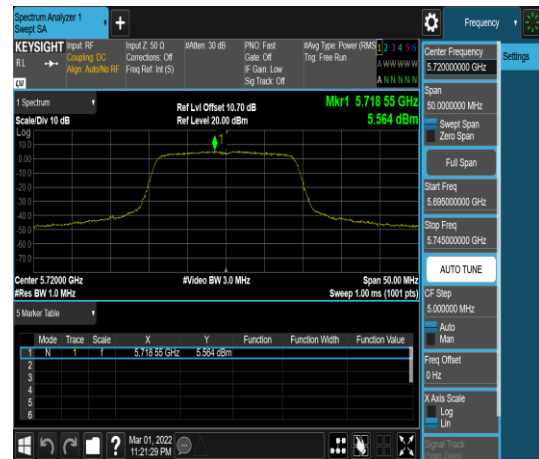 Spectrum Analyzer 1
Swept SA
+
Frequency
KEYSIGHT
RL
Input: RF
Coupling: DC
Align: Auto/No RF
Input Z: 50 Ω
Corrections: Off
Freq Ref: Int (S)
#Atten: 30 dB
PNO: Fast
Gate: Off
IF Gain: Low
Sig Track: Off
#Avg Type: Power (RMS
Trig: Free Run
1 2 3 4 5 6
A WW WW W
A N N N N N
LXI
Settings
Center Frequency
5.720000000 GHz
Span
50.0000000 MHz
Swept Span
Zero Span
Full Span
Start Freq
5.695000000 GHz
Stop Freq
5.745000000 GHz
AUTO TUNE
CF Step
5.000000 MHz
Auto
Man
Freq Offset
0 Hz
X Axis Scale
Log
Lin
Signal Track
(Span Zoom)
1 Spectrum
Scale/Div 10 dB
Ref Lvl Offset 10.70 dB
Ref Level 20.00 dBm
Mkr1 5.718 55 GHz
5.564 dBm
Log
10.0
0.00
-10.0
-20.0
-30.0
-40.0
-50.0
-60.0
-70.0
1
Center 5.72000 GHz
#Res BW 1.0 MHz
#Video BW 3.0 MHz
Span 50.00 MHz
Sweep 1.00 ms (1001 pts)
5 Marker Table
Mode Trace Scale X Y Function Function Width Function Value
1 N 1 f 5.718 55 GHz 5.564 dBm
2
3
4
5
6
?
Mar 01, 2022
11:21:29 PM